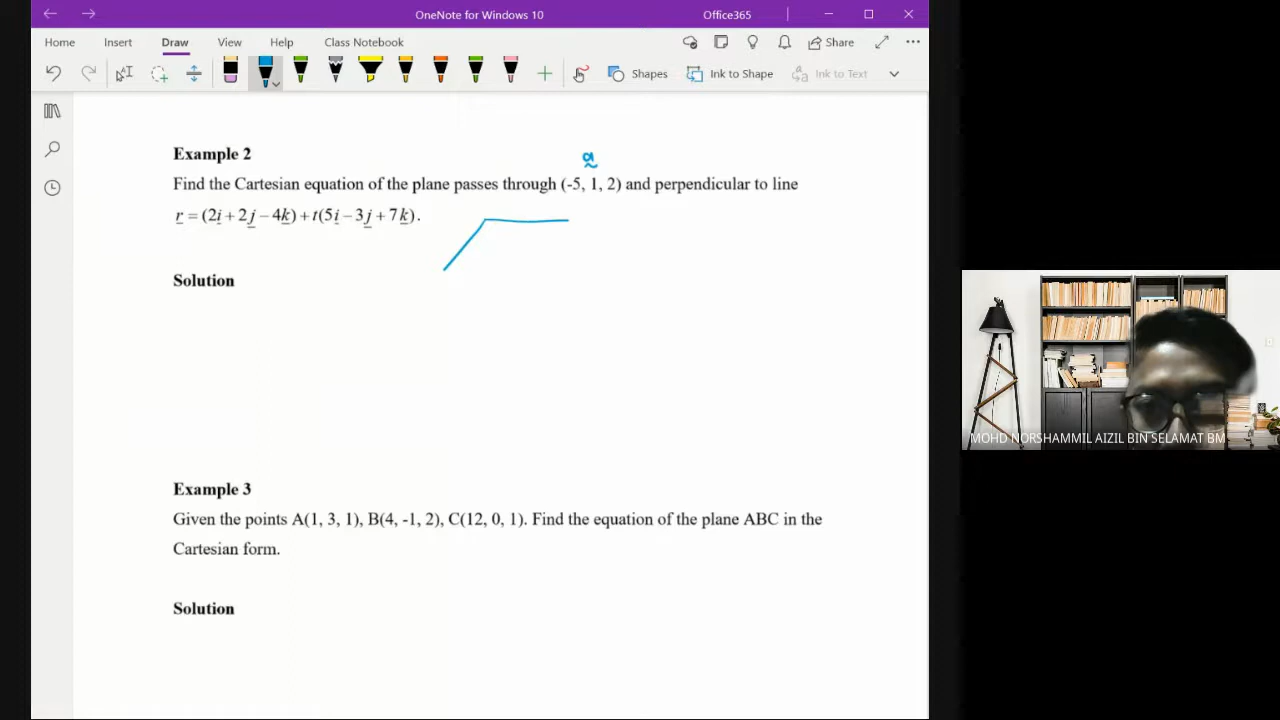 OneNote for Windows 10
Office365
Home Insert Draw View Help Class Notebook
Share
Shapes Ink to Shape Ink to Text
Example 2
a
Find the Cartesian equation of the plane passes through (-5, 1, 2) and perpendicular to line
r = (2i + 2j − 4k) + t(5i − 3j + 7k).
Solution
Example 3
Given the points A(1, 3, 1), B(4, -1, 2), C(12, 0, 1). Find the equation of the plane ABC in the
Cartesian form.
Solution
MOHD NORSHAMMIL AIZIL BIN SELAMAT BM